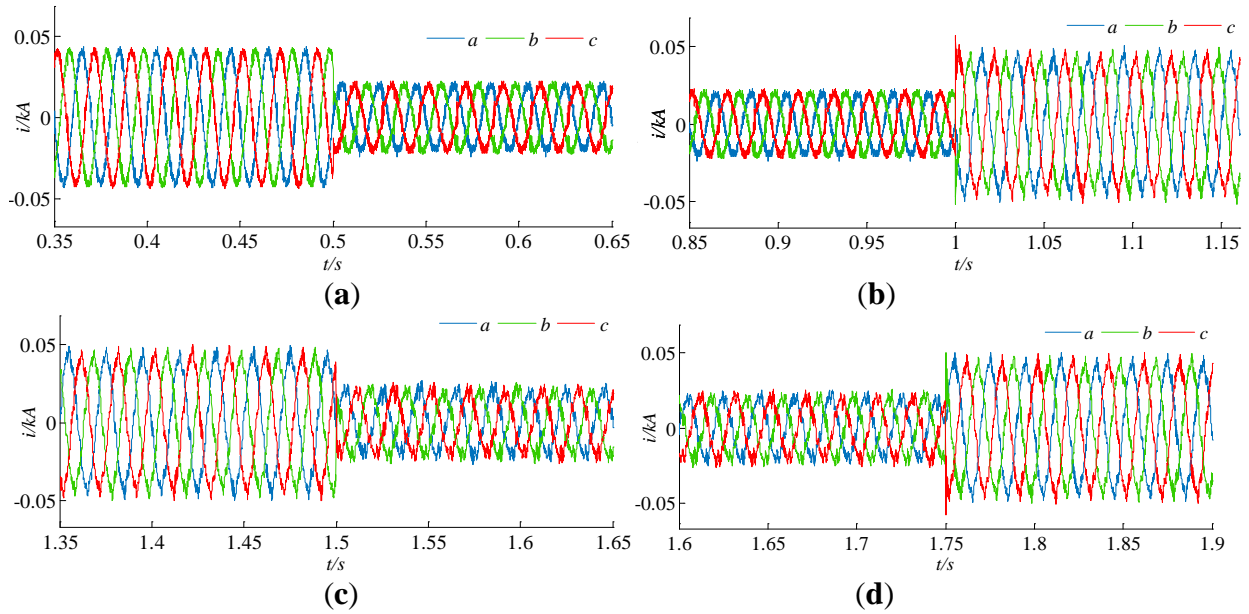 a b c
i/kA
0.05
0
-0.05
0.35 0.4 0.45 0.5 0.55 0.6 0.65
t/s
(a)
a b c
i/kA
0.05
0
-0.05
0.85 0.9 0.95 1 1.05 1.1 1.15
t/s
(b)
a b c
i/kA
0.05
0
-0.05
1.35 1.4 1.45 1.5 1.55 1.6 1.65
t/s
(c)
a b c
i/kA
0.05
0
-0.05
1.6 1.65 1.7 1.75 1.8 1.85 1.9
t/s
(d)